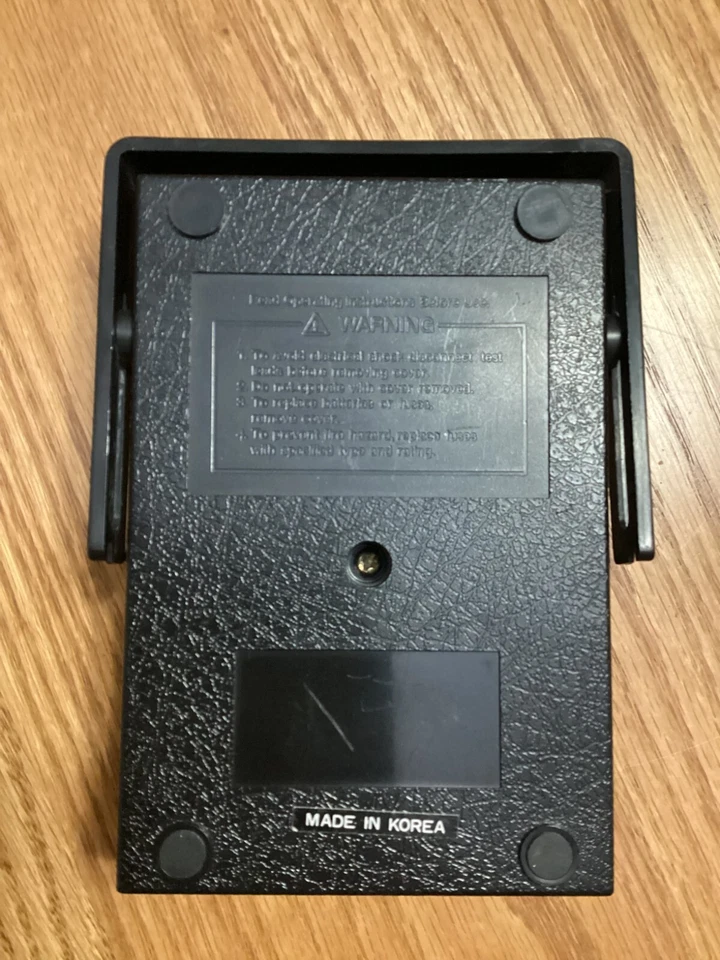 Read Operating Instructions Before use.
WARNING
1. To avoid electrical shock disconnect test
leads before removing cover.
2. Do not operate with cover removed.
3. To replace batteries or fuses,
remove cover.
4. To prevent fire hazard, replace fuses
with specified type and rating.
MADE IN KOREA